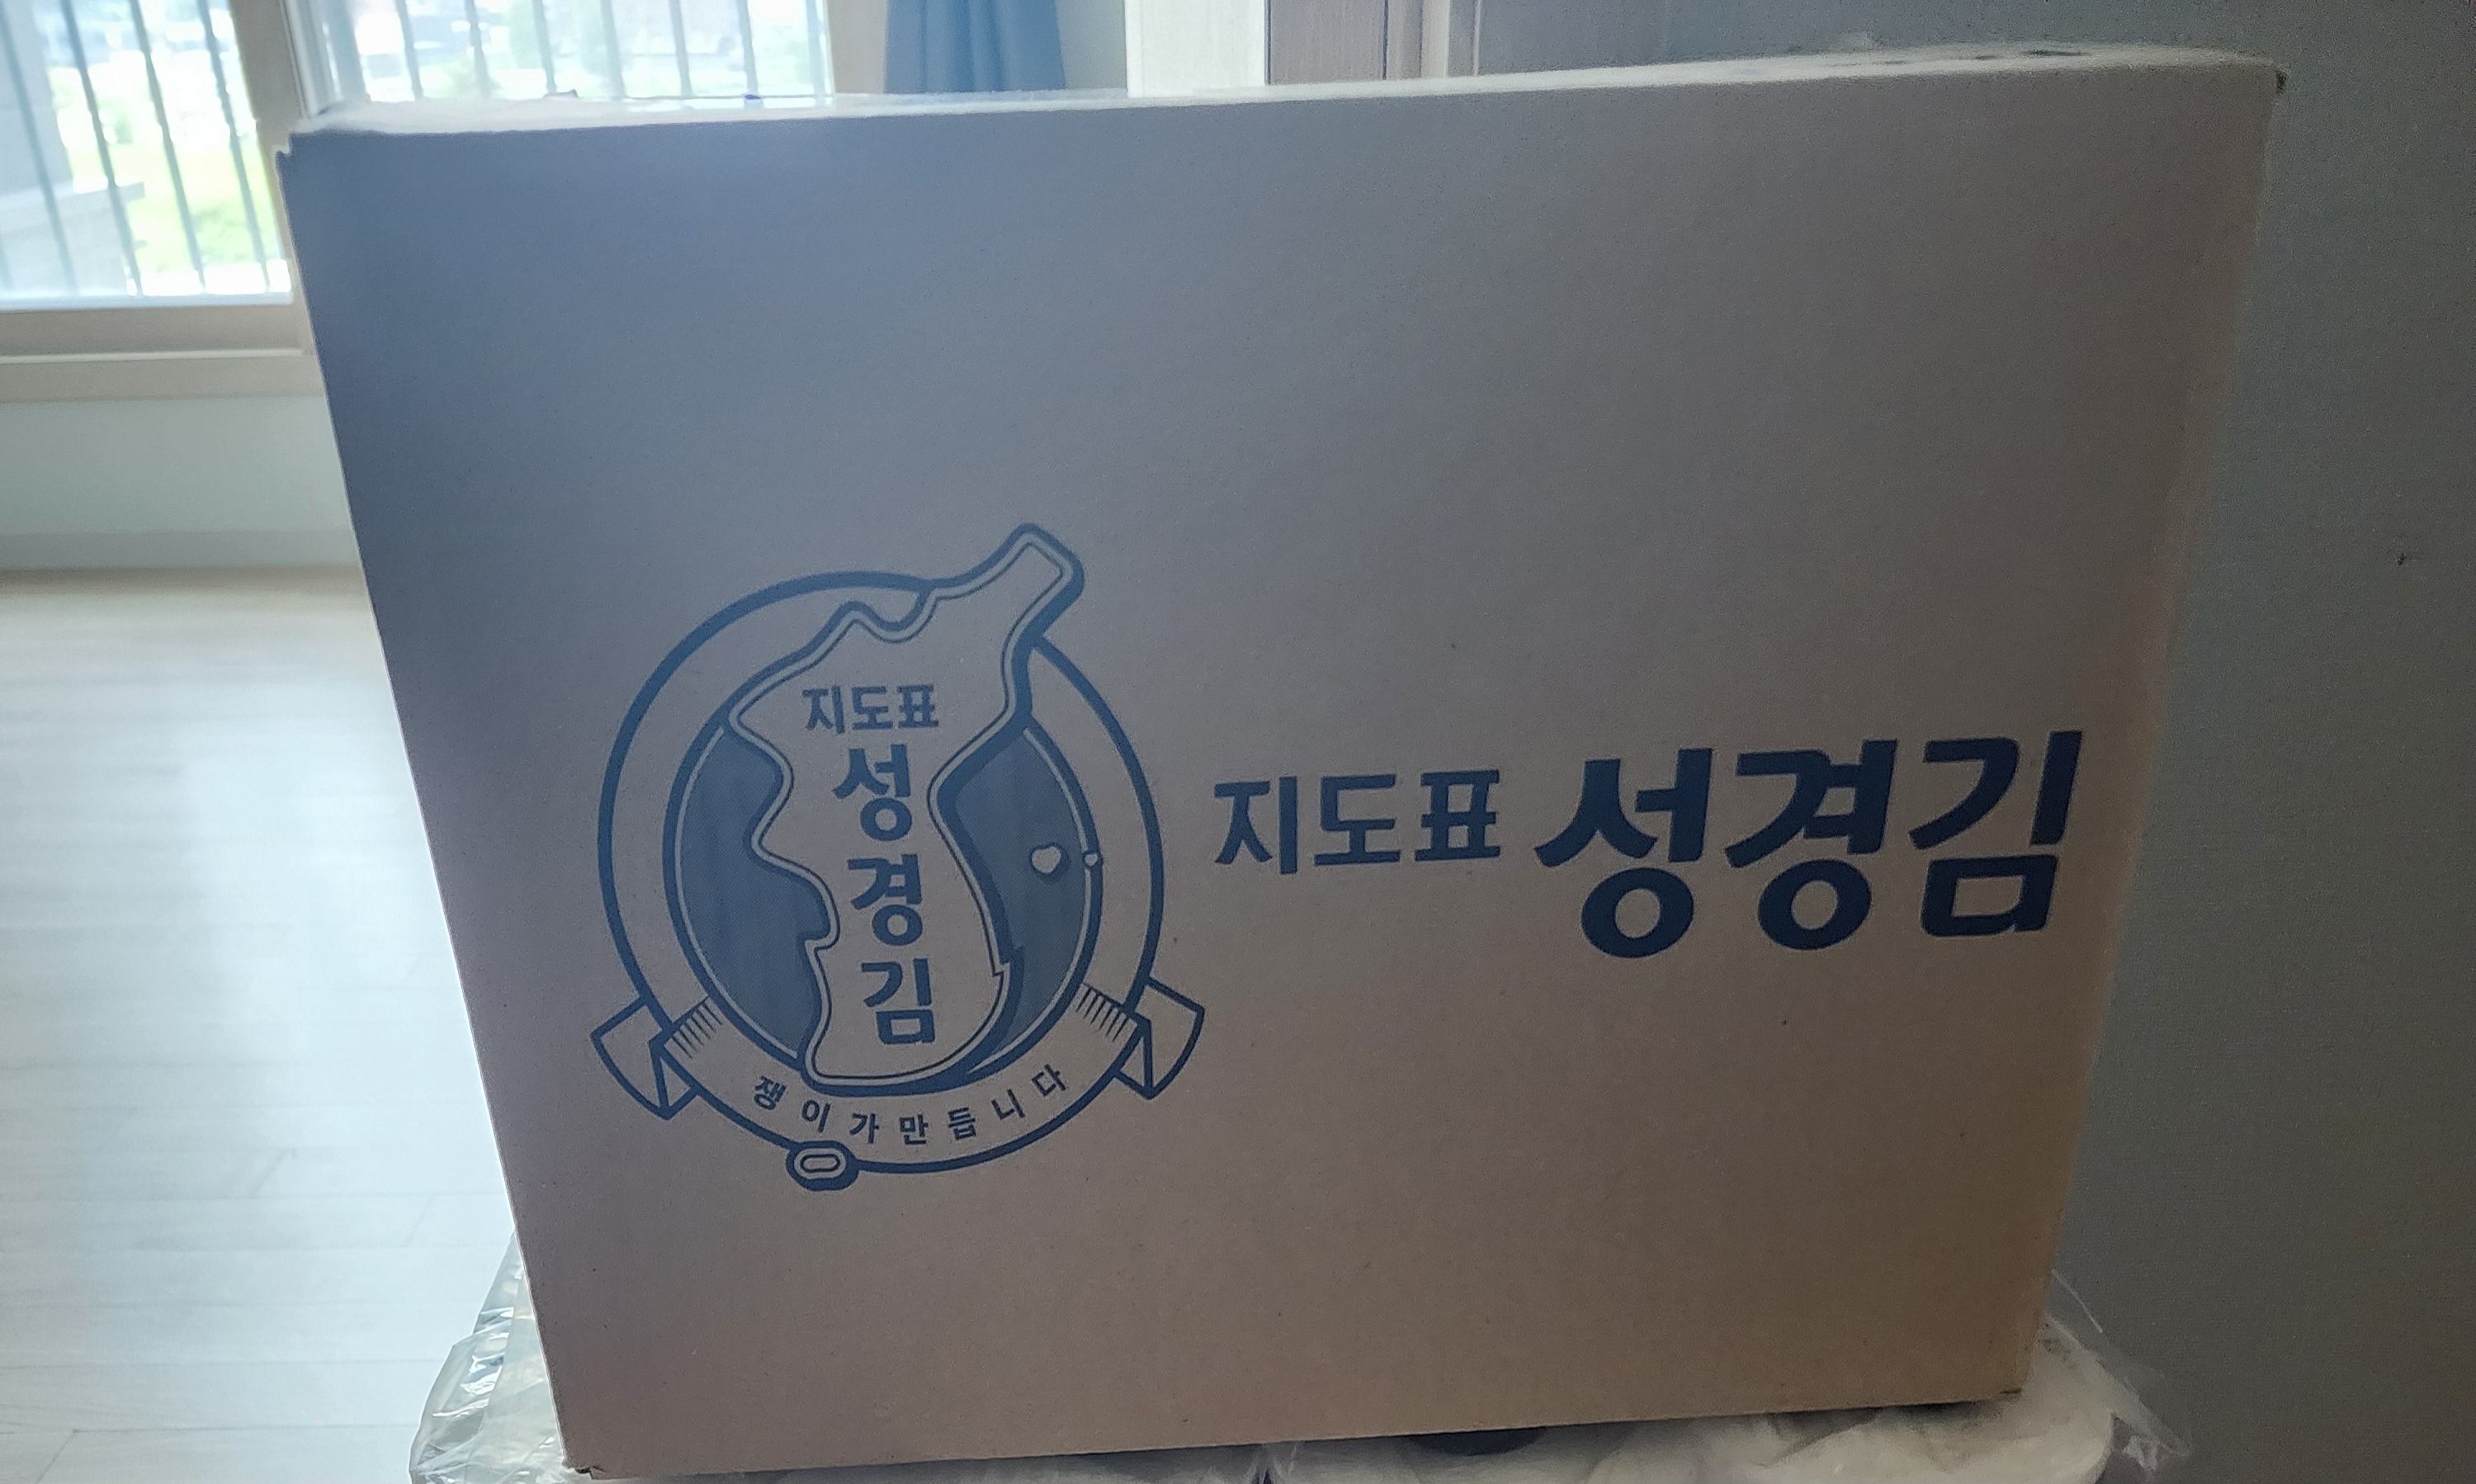 지도표
성
경
김
쟁이가만듭니다
지도표 성경김